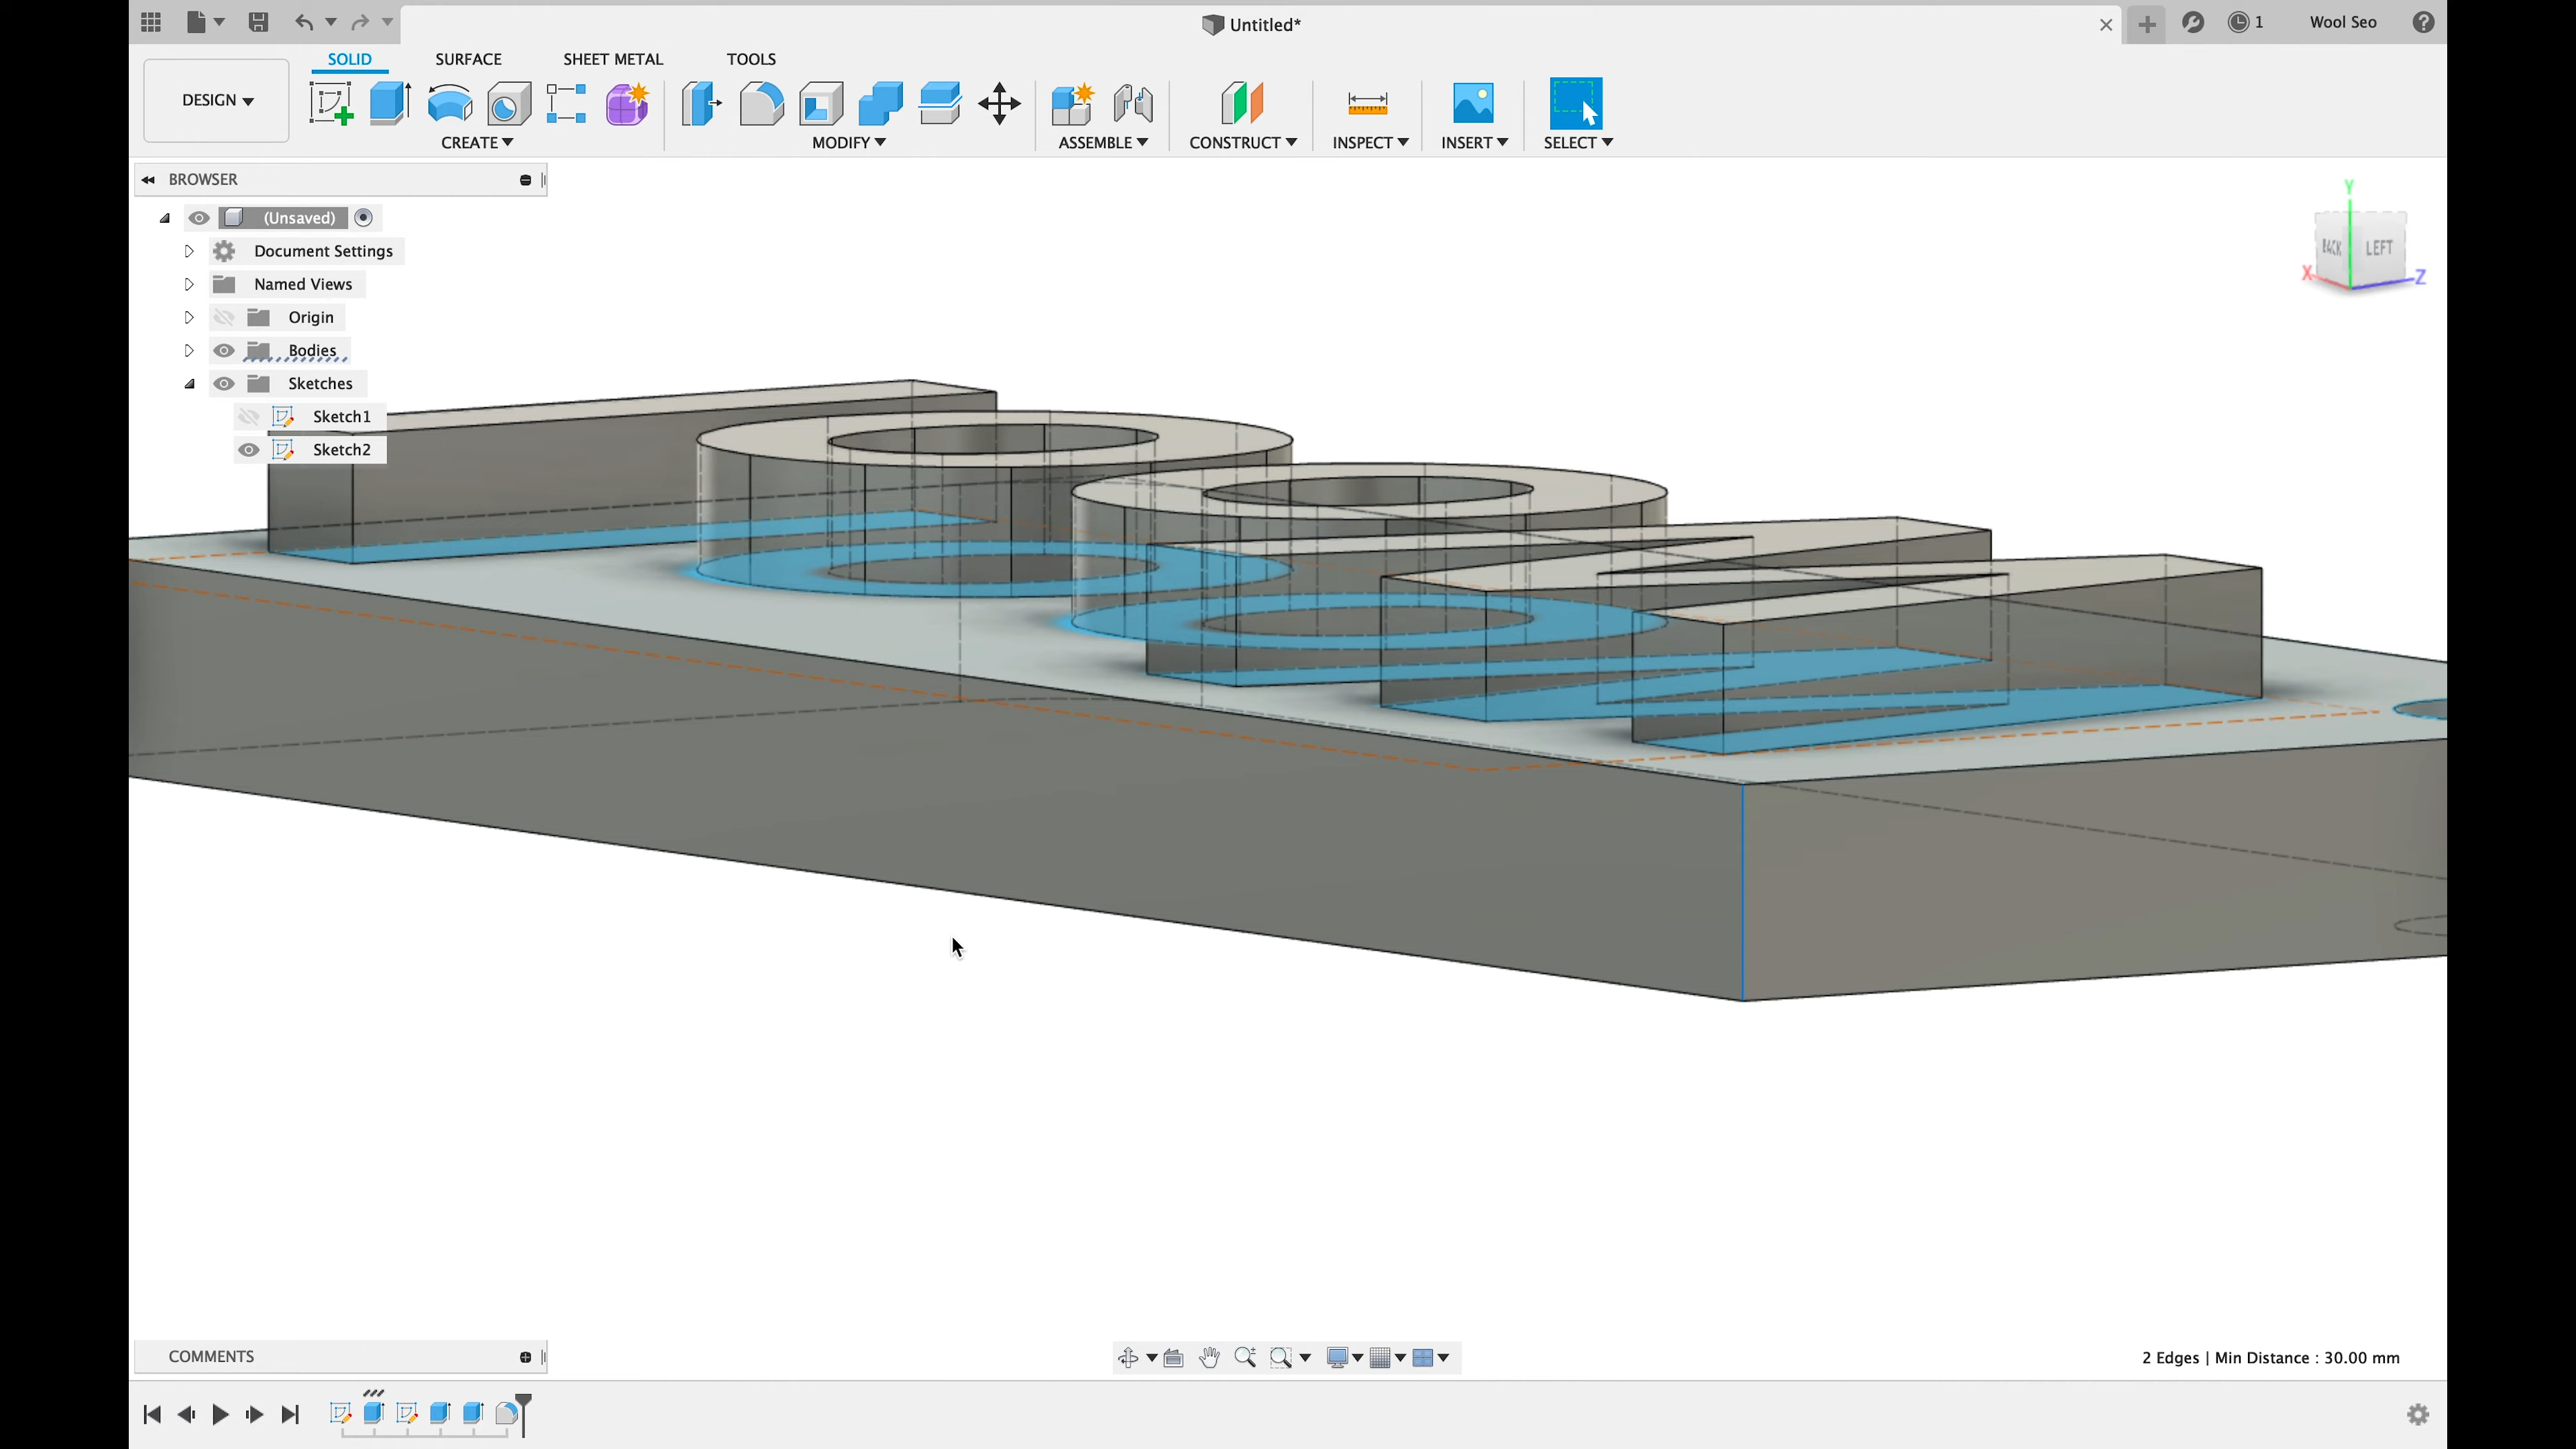 Untitled*
1
Wool Seo
SOLID
SURFACE
SHEET METAL
TOOLS
DESIGN
CREATE
MODIFY
ASSEMBLE
CONSTRUCT
INSPECT
INSERT
SELECT
BROWSER
(Unsaved)
Document Settings
Named Views
Origin
Bodies
Sketches
Sketch1
Sketch2
Y
BACK
LEFT
X
Z
COMMENTS
2 Edges | Min Distance : 30.00 mm